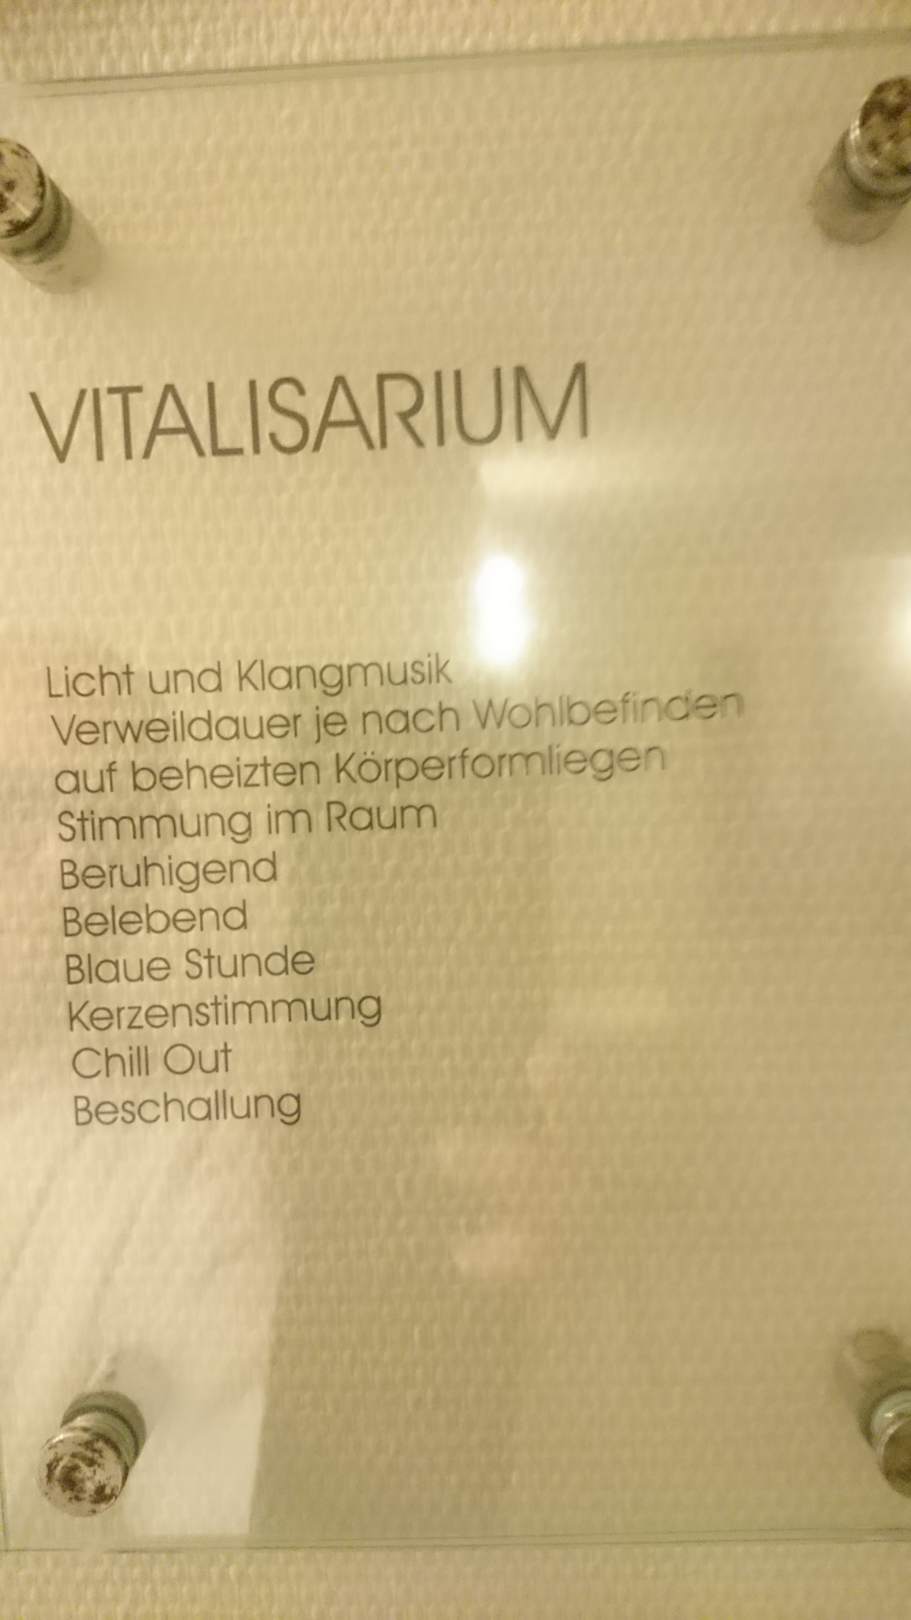 VITALISARIUM
Licht und Klangmusik
Verweildauer je nach Wohlbefinden
auf beheizten Körperformliegen
Stimmung im Raum
Beruhigend
Belebend
Blaue Stunde
Kerzenstimmung
Chill Out
Beschallung